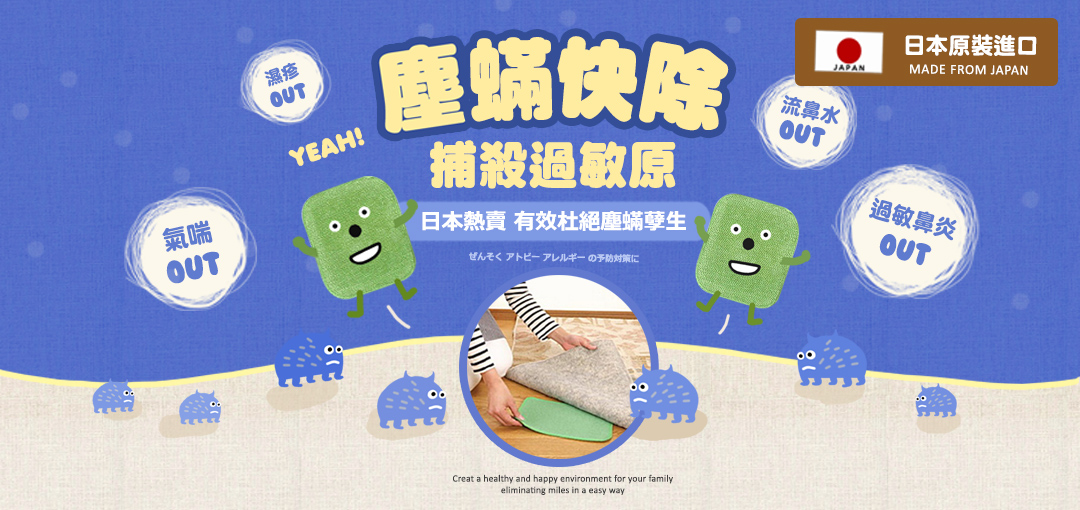 JAPAN
日本原裝進口
MADE FROM JAPAN
塵蟎快除
捕殺過敏原
日本熱賣 有效杜絕塵蟎孳生
ぜんそく アトピー アレルギー の予防対策に
濕疹
OUT
YEAH!
氣喘
OUT
流鼻水
OUT
過敏鼻炎
OUT
Creat a healthy and happy environment for your family
eliminating miles in a easy way